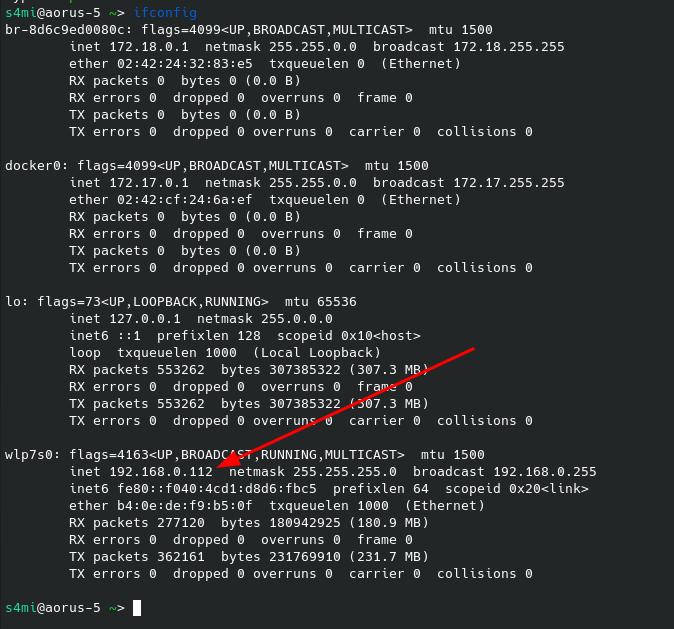 s4mi@aorus-5 ~> ifconfig
br-8d6c9ed0080c: flags=4099<UP,BROADCAST,MULTICAST>  mtu 1500
        inet 172.18.0.1  netmask 255.255.0.0  broadcast 172.18.255.255
        ether 02:42:24:32:83:e5  txqueuelen 0  (Ethernet)
        RX packets 0  bytes 0 (0.0 B)
        RX errors 0  dropped 0  overruns 0  frame 0
        TX packets 0  bytes 0 (0.0 B)
        TX errors 0  dropped 0 overruns 0  carrier 0  collisions 0

docker0: flags=4099<UP,BROADCAST,MULTICAST>  mtu 1500
        inet 172.17.0.1  netmask 255.255.0.0  broadcast 172.17.255.255
        ether 02:42:cf:24:6a:ef  txqueuelen 0  (Ethernet)
        RX packets 0  bytes 0 (0.0 B)
        RX errors 0  dropped 0  overruns 0  frame 0
        TX packets 0  bytes 0 (0.0 B)
        TX errors 0  dropped 0 overruns 0  carrier 0  collisions 0

lo: flags=73<UP,LOOPBACK,RUNNING>  mtu 65536
        inet 127.0.0.1  netmask 255.0.0.0
        inet6 ::1  prefixlen 128  scopeid 0x10<host>
        loop  txqueuelen 1000  (Local Loopback)
        RX packets 553262  bytes 307385322 (307.3 MB)
        RX errors 0  dropped 0  overruns 0  frame 0
        TX packets 553262  bytes 307385322 (307.3 MB)
        TX errors 0  dropped 0 overruns 0  carrier 0  collisions 0

wlp7s0: flags=4163<UP,BROADCAST,RUNNING,MULTICAST>  mtu 1500
        inet 192.168.0.112  netmask 255.255.255.0  broadcast 192.168.0.255
        inet6 fe80::f040:4cd1:d8d6:fbc5  prefixlen 64  scopeid 0x20<link>
        ether b4:0e:de:f9:b5:0f  txqueuelen 1000  (Ethernet)
        RX packets 277120  bytes 180942925 (180.9 MB)
        RX errors 0  dropped 0  overruns 0  frame 0
        TX packets 362161  bytes 231769910 (231.7 MB)
        TX errors 0  dropped 0 overruns 0  carrier 0  collisions 0

s4mi@aorus-5 ~>